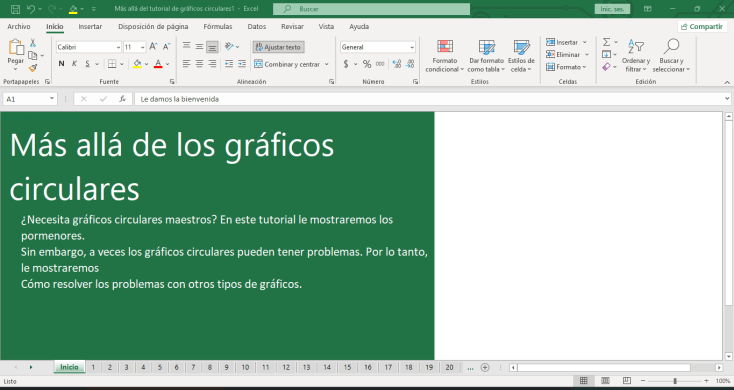 Más allá del tutorial de gráficos circulares1 - Excel
Buscar
Inic. ses.
Archivo Inicio Insertar Disposición de página Fórmulas Datos Revisar Vista Ayuda Compartir
Pegar
Calibri 11
N K S
Ajustar texto
Combinar y centrar
General
$ % 000
Formato condicional
Dar formato como tabla
Estilos de celda
Insertar
Eliminar
Formato
Ordenar y filtrar
Buscar y seleccionar
Portapapeles Fuente Alineación Número Estilos Celdas Edición
A1 fx Le damos la bienvenida
Más allá de los gráficos
circulares
¿Necesita gráficos circulares maestros? En este tutorial le mostraremos los
pormenores.
Sin embargo, a veces los gráficos circulares pueden tener problemas. Por lo tanto,
le mostraremos
Cómo resolver los problemas con otros tipos de gráficos.
Inicio 1 2 3 4 5 6 7 8 9 10 11 12 13 14 15 16 17 18 19 20 ...
Listo 100%